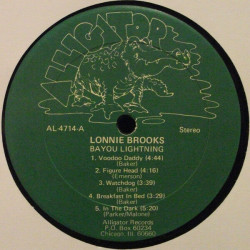 ALLIGATOR
AL-4714-A
Stereo
LONNIE BROOKS
BAYOU LIGHTNING
1. Voodoo Daddy (4:44)
(Baker)
2. Figure Head (4:16)
(Emerson)
3. Watchdog (3:29)
(Baker)
4. Breakfast In Bed (3:29)
(Baker)
5. In The Dark (5:20)
(Parker/Malone)
Alligator Records
P.O. Box 60234
Chicago Ill 60660